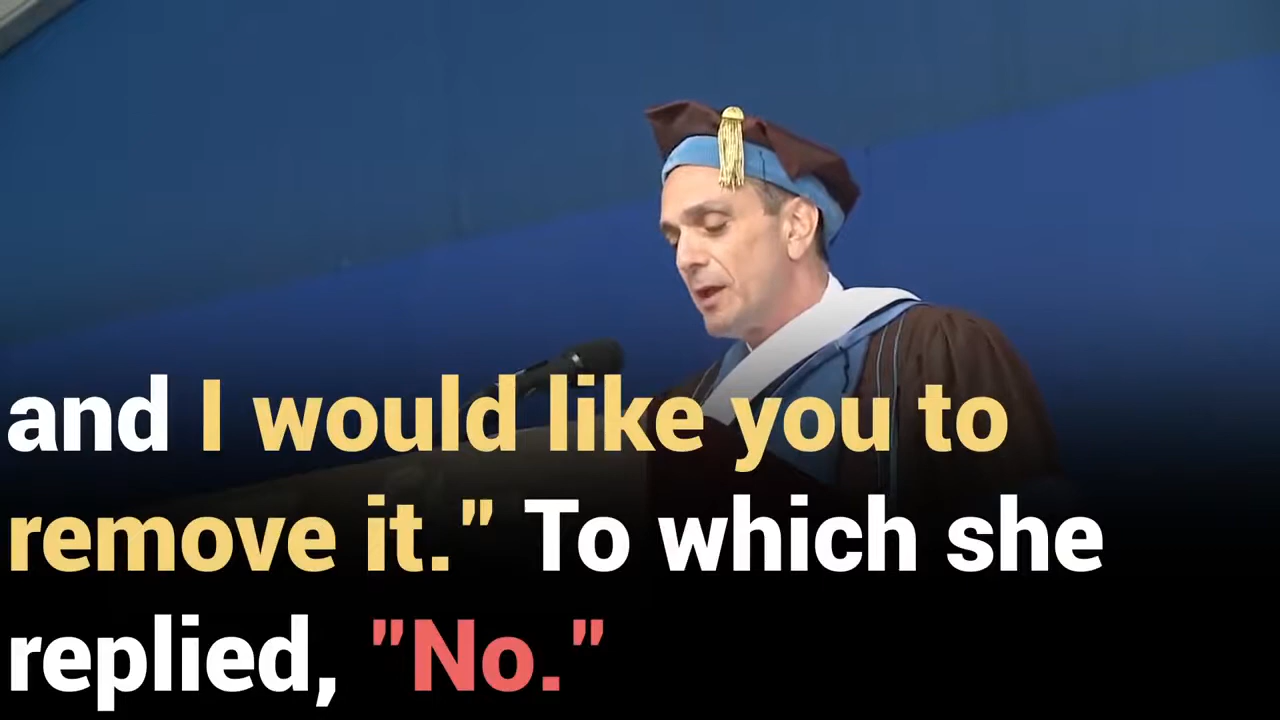 and I would like you to
remove it." To which she
replied, "No."